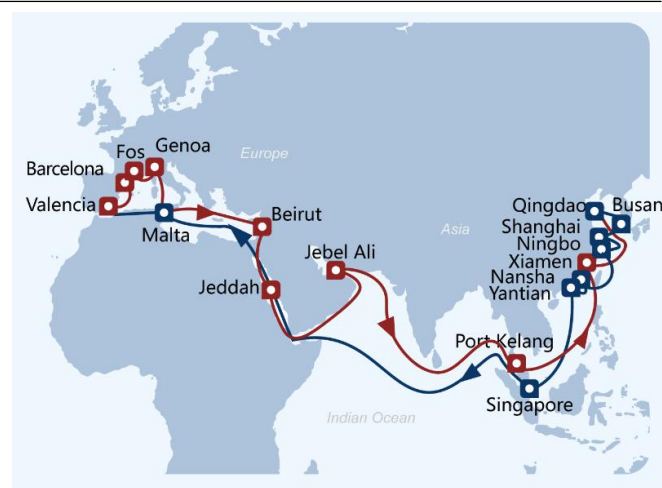 Genoa
Fos
Barcelona
Europe
Valencia
Malta
Beirut
Jebel Ali
Jeddah
Asia
Qingdao
Busan
Shanghai
Ningbo
Xiamen
Nansha
Yantian
Port Kelang
Singapore
Indian Ocean